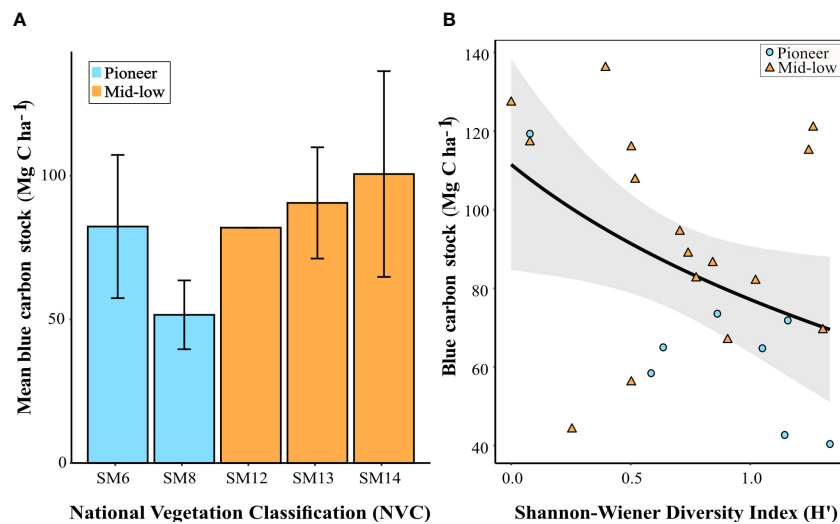 A
Mean blue carbon stock (Mg C ha⁻¹)
100
50
0
Pioneer
Mid-low
SM6 SM8 SM12 SM13 SM14
National Vegetation Classification (NVC)
B
Blue carbon stock (Mg C ha⁻¹)
140
120
100
80
60
40
Pioneer
Mid-low
0.0 0.5 1.0
Shannon-Wiener Diversity Index (H')